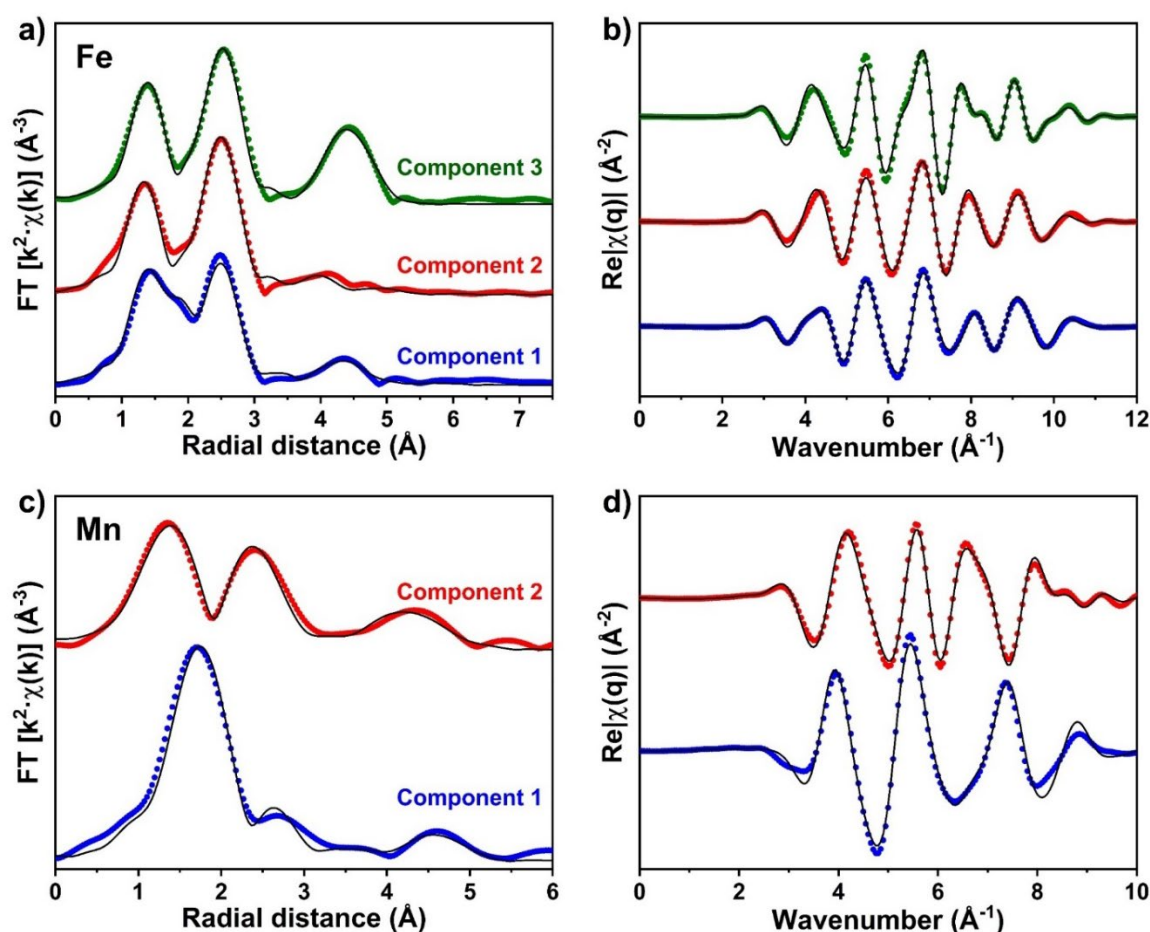 a)
Fe
FT [k²·χ(k)] (Å⁻³)
Component 3
Component 2
Component 1
0 1 2 3 4 5 6 7
Radial distance (Å)
b)
Re|χ(q)| (Å⁻²)
0 2 4 6 8 10 12
Wavenumber (Å⁻¹)
c)
Mn
FT [k²·χ(k)] (Å⁻³)
Component 2
Component 1
0 1 2 3 4 5 6
Radial distance (Å)
d)
Re|χ(q)| (Å⁻²)
0 2 4 6 8 10
Wavenumber (Å⁻¹)